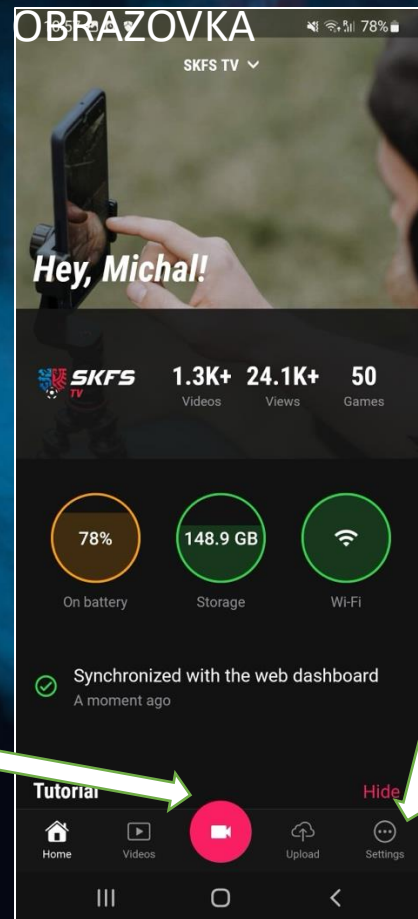 OBRAZOVKA
78%
SKFS TV
Hey, Michal!
SKFS
TV
1.3K+ 24.1K+ 50
Videos Views Games
78% 148.9 GB
On battery Storage Wi-Fi
Synchronized with the web dashboard
A moment ago
Tutorial Hide
Home Videos Upload Settings